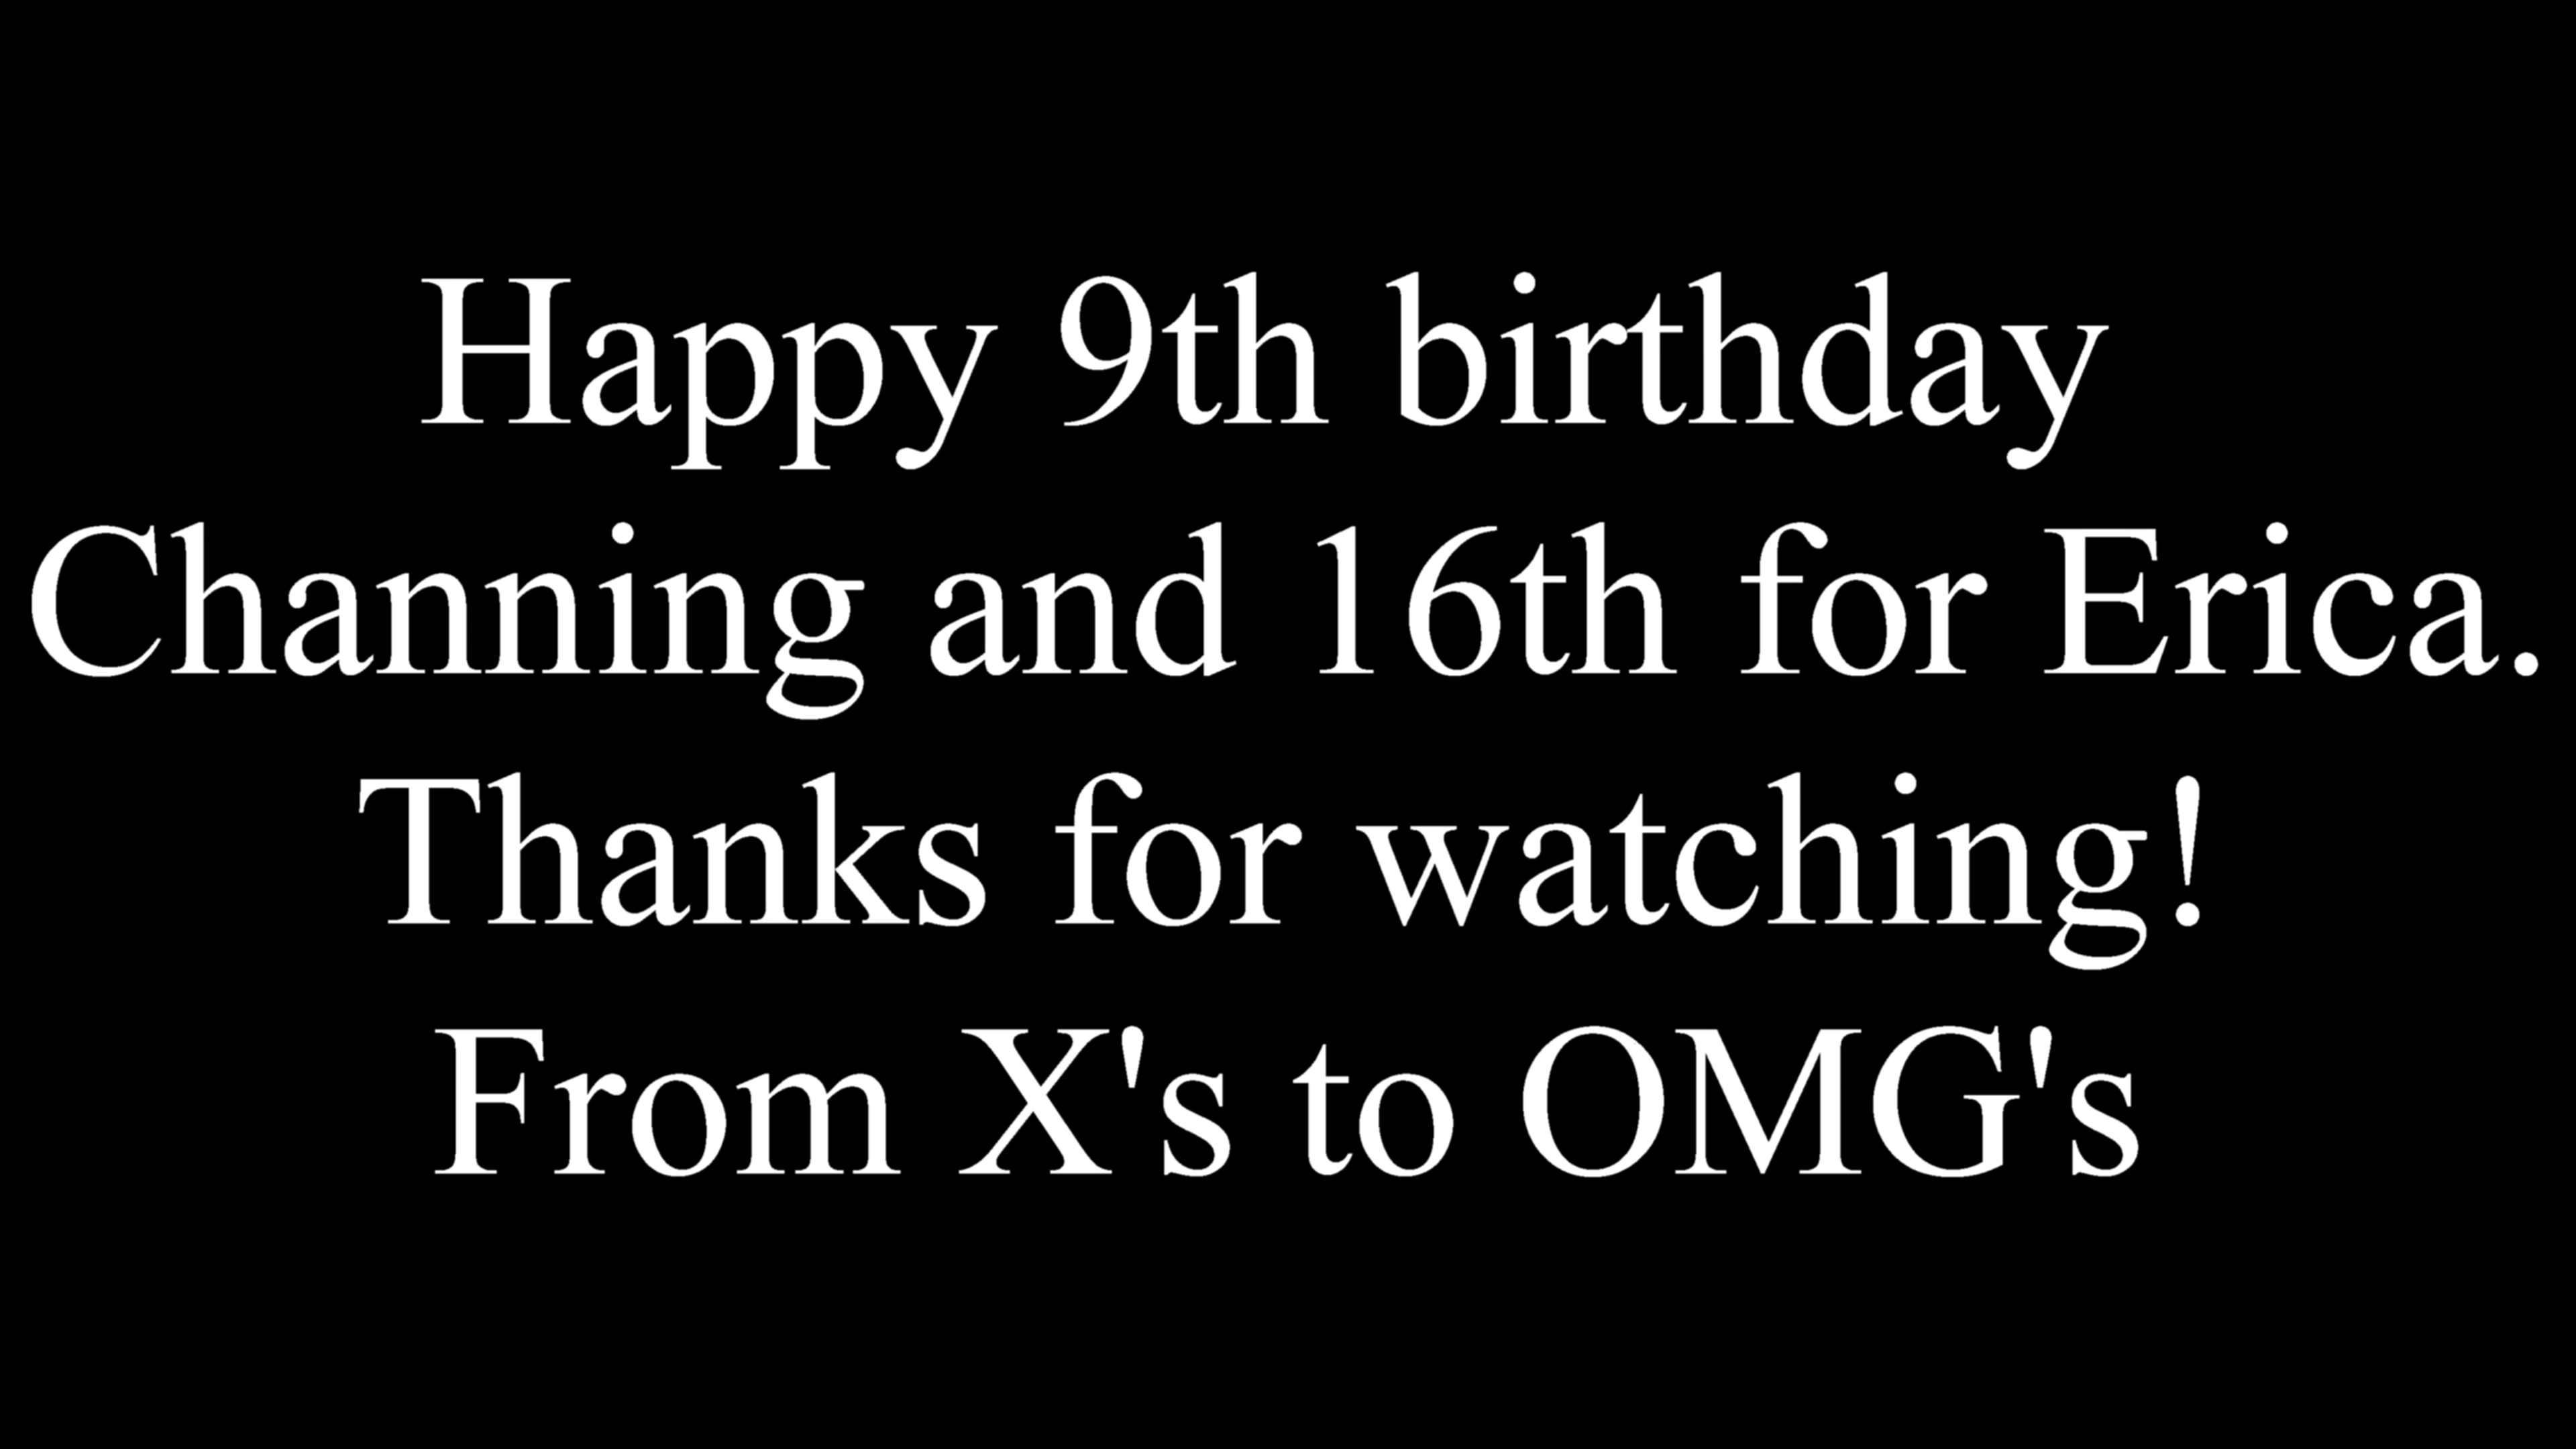 Happy 9th birthday
Channing and 16th for Erica.
Thanks for watching!
From X's to OMG's